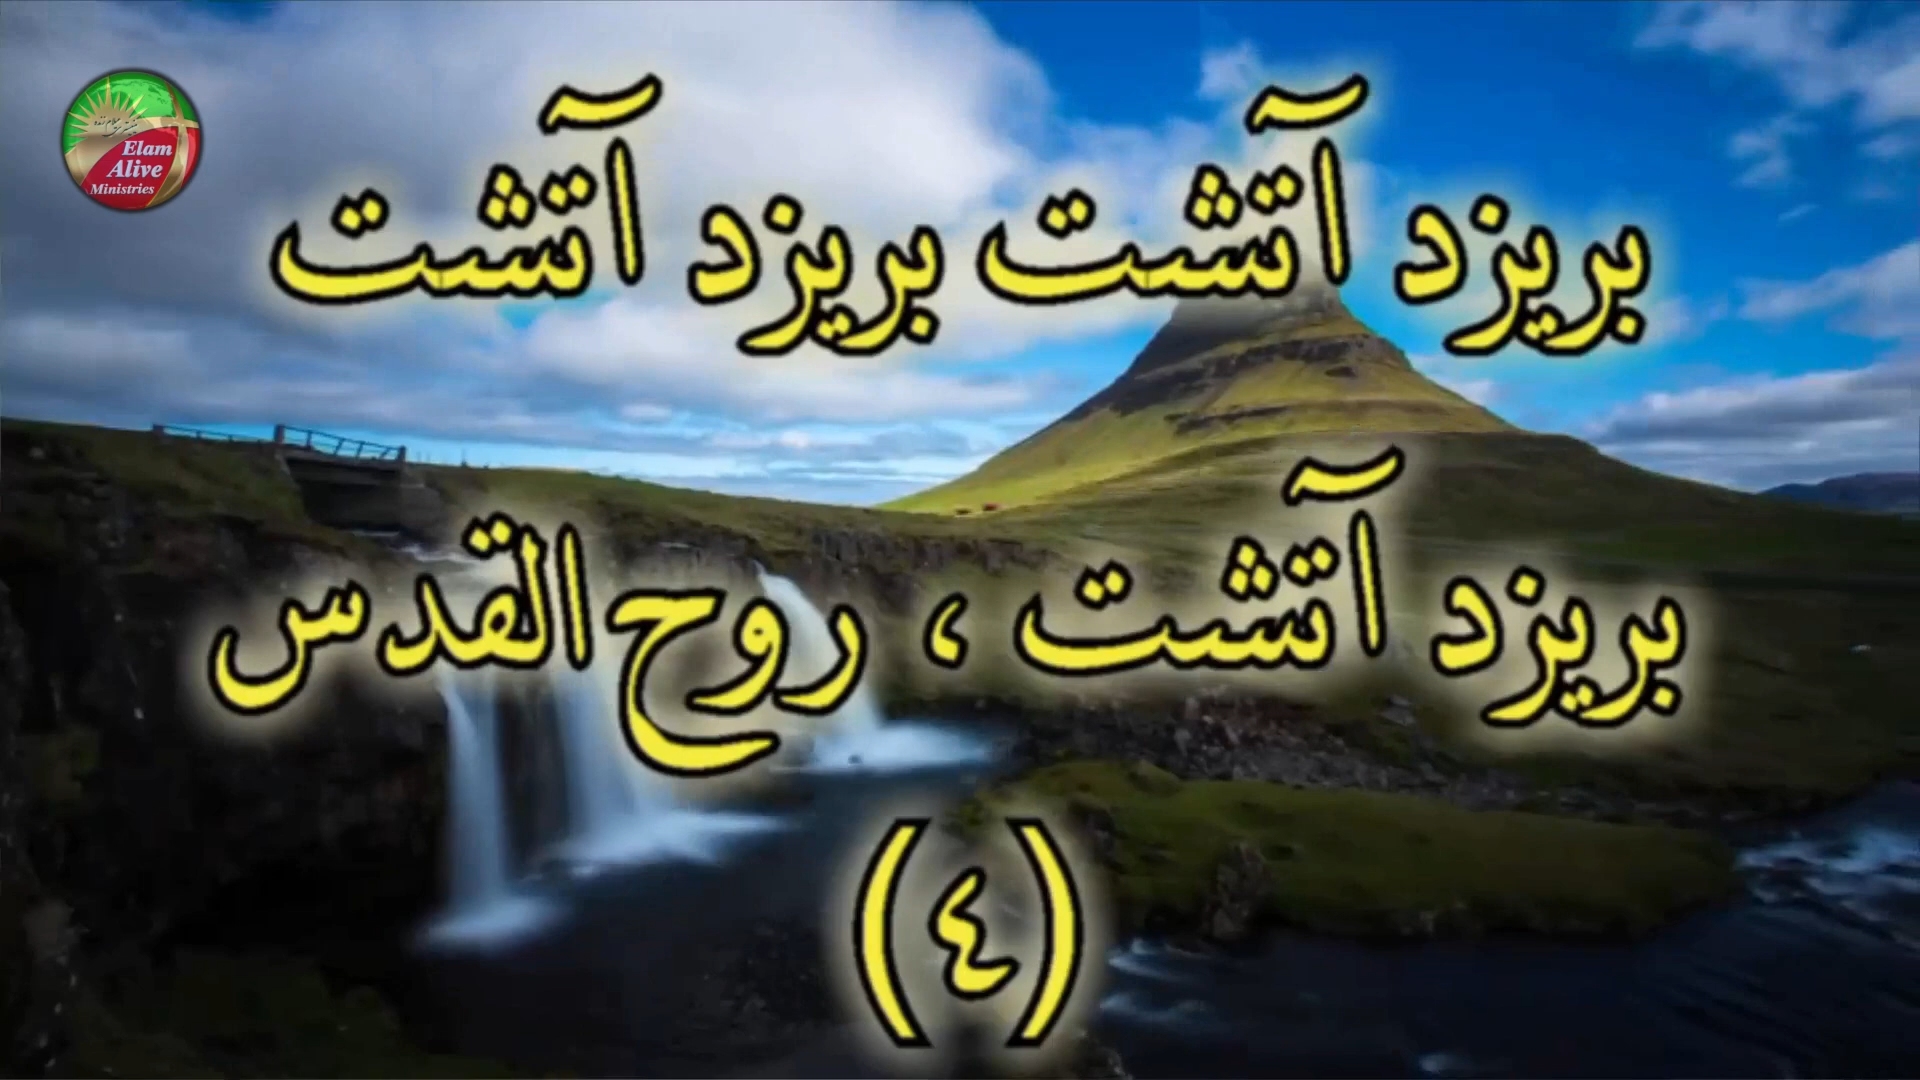 Elam
Alive
Ministries
بریزد آتشت بریزد آتشت
بریزد آتشت ، روح القدس
(٤)